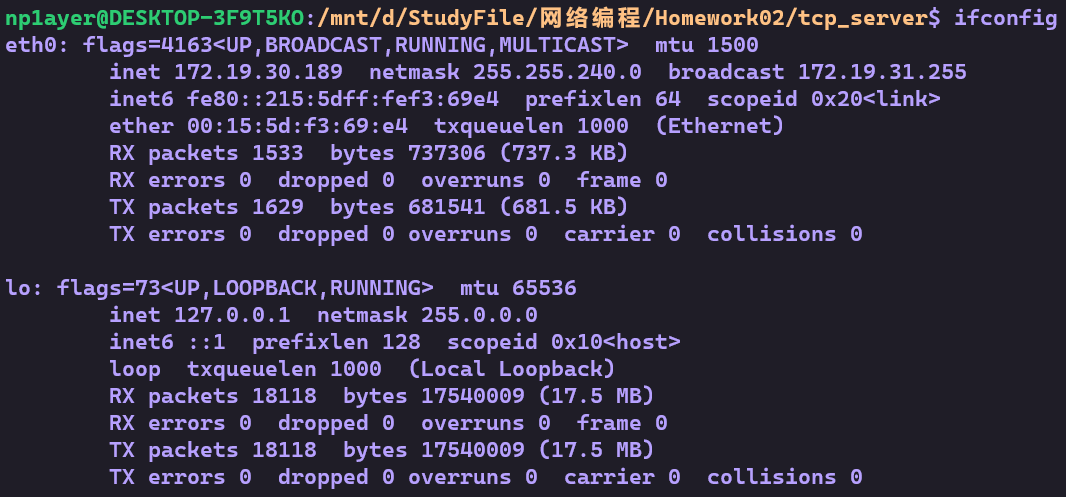 np1ayer@DESKTOP-3F9T5KO:/mnt/d/StudyFile/网络编程/Homework02/tcp_server$ ifconfig
eth0: flags=4163<UP,BROADCAST,RUNNING,MULTICAST>  mtu 1500
        inet 172.19.30.189  netmask 255.255.240.0  broadcast 172.19.31.255
        inet6 fe80::215:5dff:fef3:69e4  prefixlen 64  scopeid 0x20<link>
        ether 00:15:5d:f3:69:e4  txqueuelen 1000  (Ethernet)
        RX packets 1533  bytes 737306 (737.3 KB)
        RX errors 0  dropped 0  overruns 0  frame 0
        TX packets 1629  bytes 681541 (681.5 KB)
        TX errors 0  dropped 0 overruns 0  carrier 0  collisions 0

lo: flags=73<UP,LOOPBACK,RUNNING>  mtu 65536
        inet 127.0.0.1  netmask 255.0.0.0
        inet6 ::1  prefixlen 128  scopeid 0x10<host>
        loop  txqueuelen 1000  (Local Loopback)
        RX packets 18118  bytes 17540009 (17.5 MB)
        RX errors 0  dropped 0  overruns 0  frame 0
        TX packets 18118  bytes 17540009 (17.5 MB)
        TX errors 0  dropped 0 overruns 0  carrier 0  collisions 0